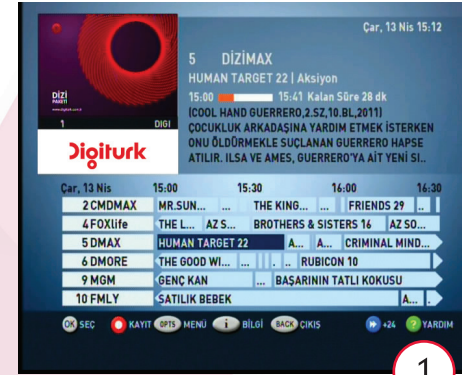 Çar, 13 Nis 15:12
5 DİZİMAX
HUMAN TARGET 22 | Aksiyon
15:00 15:41 Kalan Süre 28 dk
(COOL HAND GUERRERO,2.SZ,10.BL,2011)
ÇOCUKLUK ARKADAŞINA YARDIM ETMEK İSTERKEN
ONU ÖLDÜRMEKLE SUÇLANAN GUERRERO HAPSE
ATILIR. ILSA VE AMES, GUERRERO'YA AİT YENİ SI..
DİZİ
PAKETİ
1 DIGI
Digiturk
Çar, 13 Nis 15:00 15:30 16:00 16:30
2 CMDMAX MR.SUN... ... THE KING... ... FRIENDS 29 ..
4 FOXlife THE L... AZ S... BROTHERS & SISTERS 16 AZ SO...
5 DMAX HUMAN TARGET 22 A... A... CRIMINAL MIND...
6 DMORE THE GOOD WI... ... . .. RUBICON 10
9 MGM GENÇ KAN ... BAŞARININ TATLI KOKUSU
10 FMLY SATILIK BEBEK A... .
OK SEÇ KAYIT OPTS MENÜ i BİLGİ BACK ÇIKIŞ +24 ? YARDIM
1